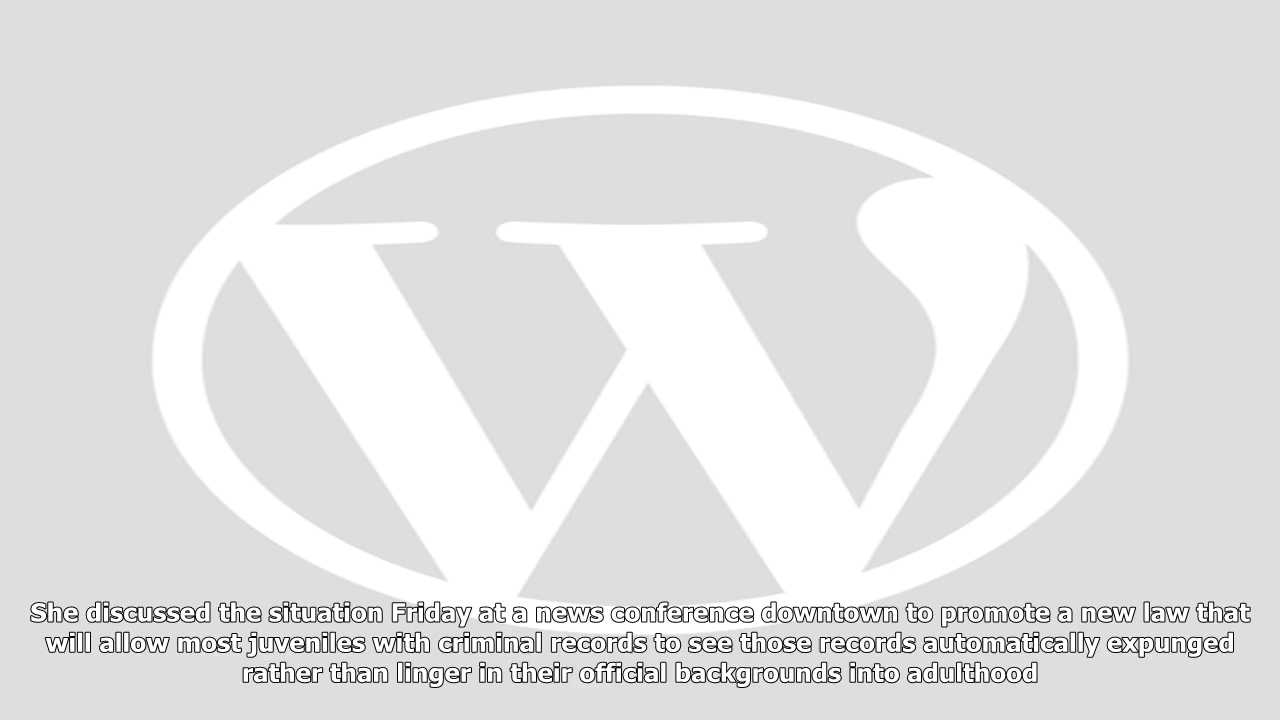 She discussed the situation Friday at a news conference downtown to promote a new law that
will allow most juveniles with criminal records to see those records automatically expunged
rather than linger in their official backgrounds into adulthood